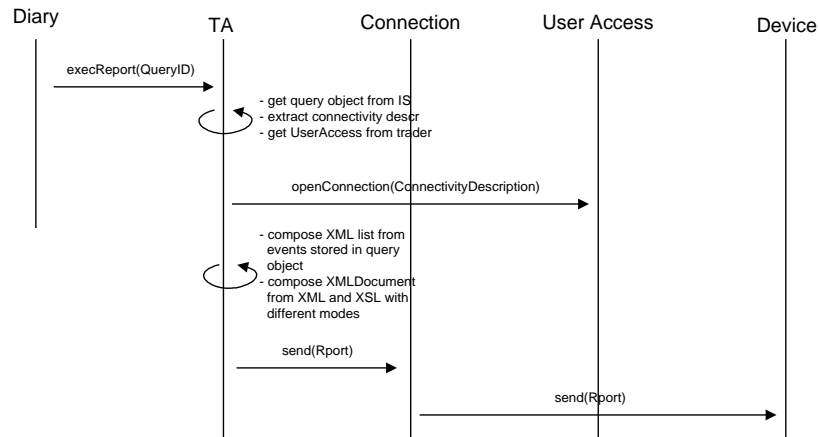 Diary
TA
Connection
User Access
Device
execReport(QueryID)
- get query object from IS
- extract connectivity descr
- get UserAccess from trader
openConnection(ConnectivityDescription)
- compose XML list from
events stored in query
object
- compose XMLDocument
from XML and XSL with
different modes
send(Rport)
send(Rport)